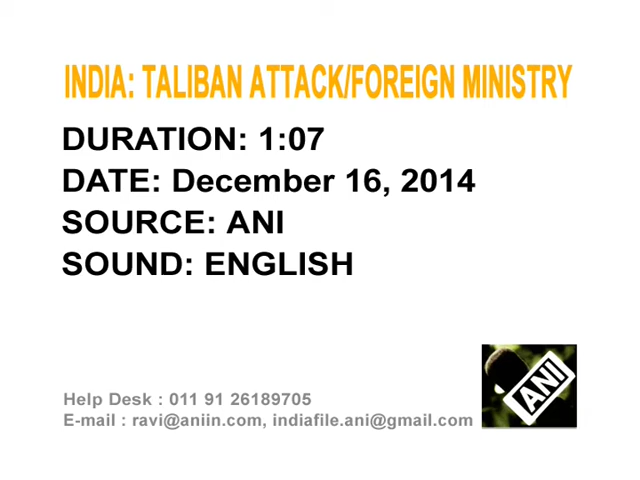 INDIA: TALIBAN ATTACK/FOREIGN MINISTRY
DURATION: 1:07
DATE: December 16, 2014
SOURCE: ANI
SOUND: ENGLISH
Help Desk : 011 91 26189705
E-mail : ravi@aniin.com, indiafile.ani@gmail.com
ANI